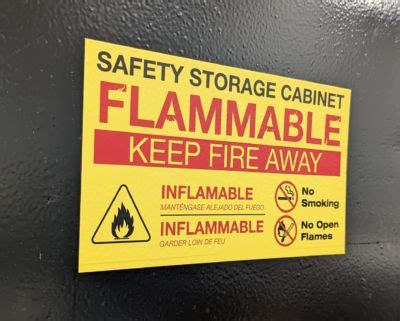 SAFETY STORAGE CABINET
FLAMMABLE
KEEP FIRE AWAY
INFLAMABLE
MANTÉNGASE ALEJADO DEL FUEGO
INFLAMMABLE
GARDER LOIN DE FEU
No
Smoking
No Open
Flames